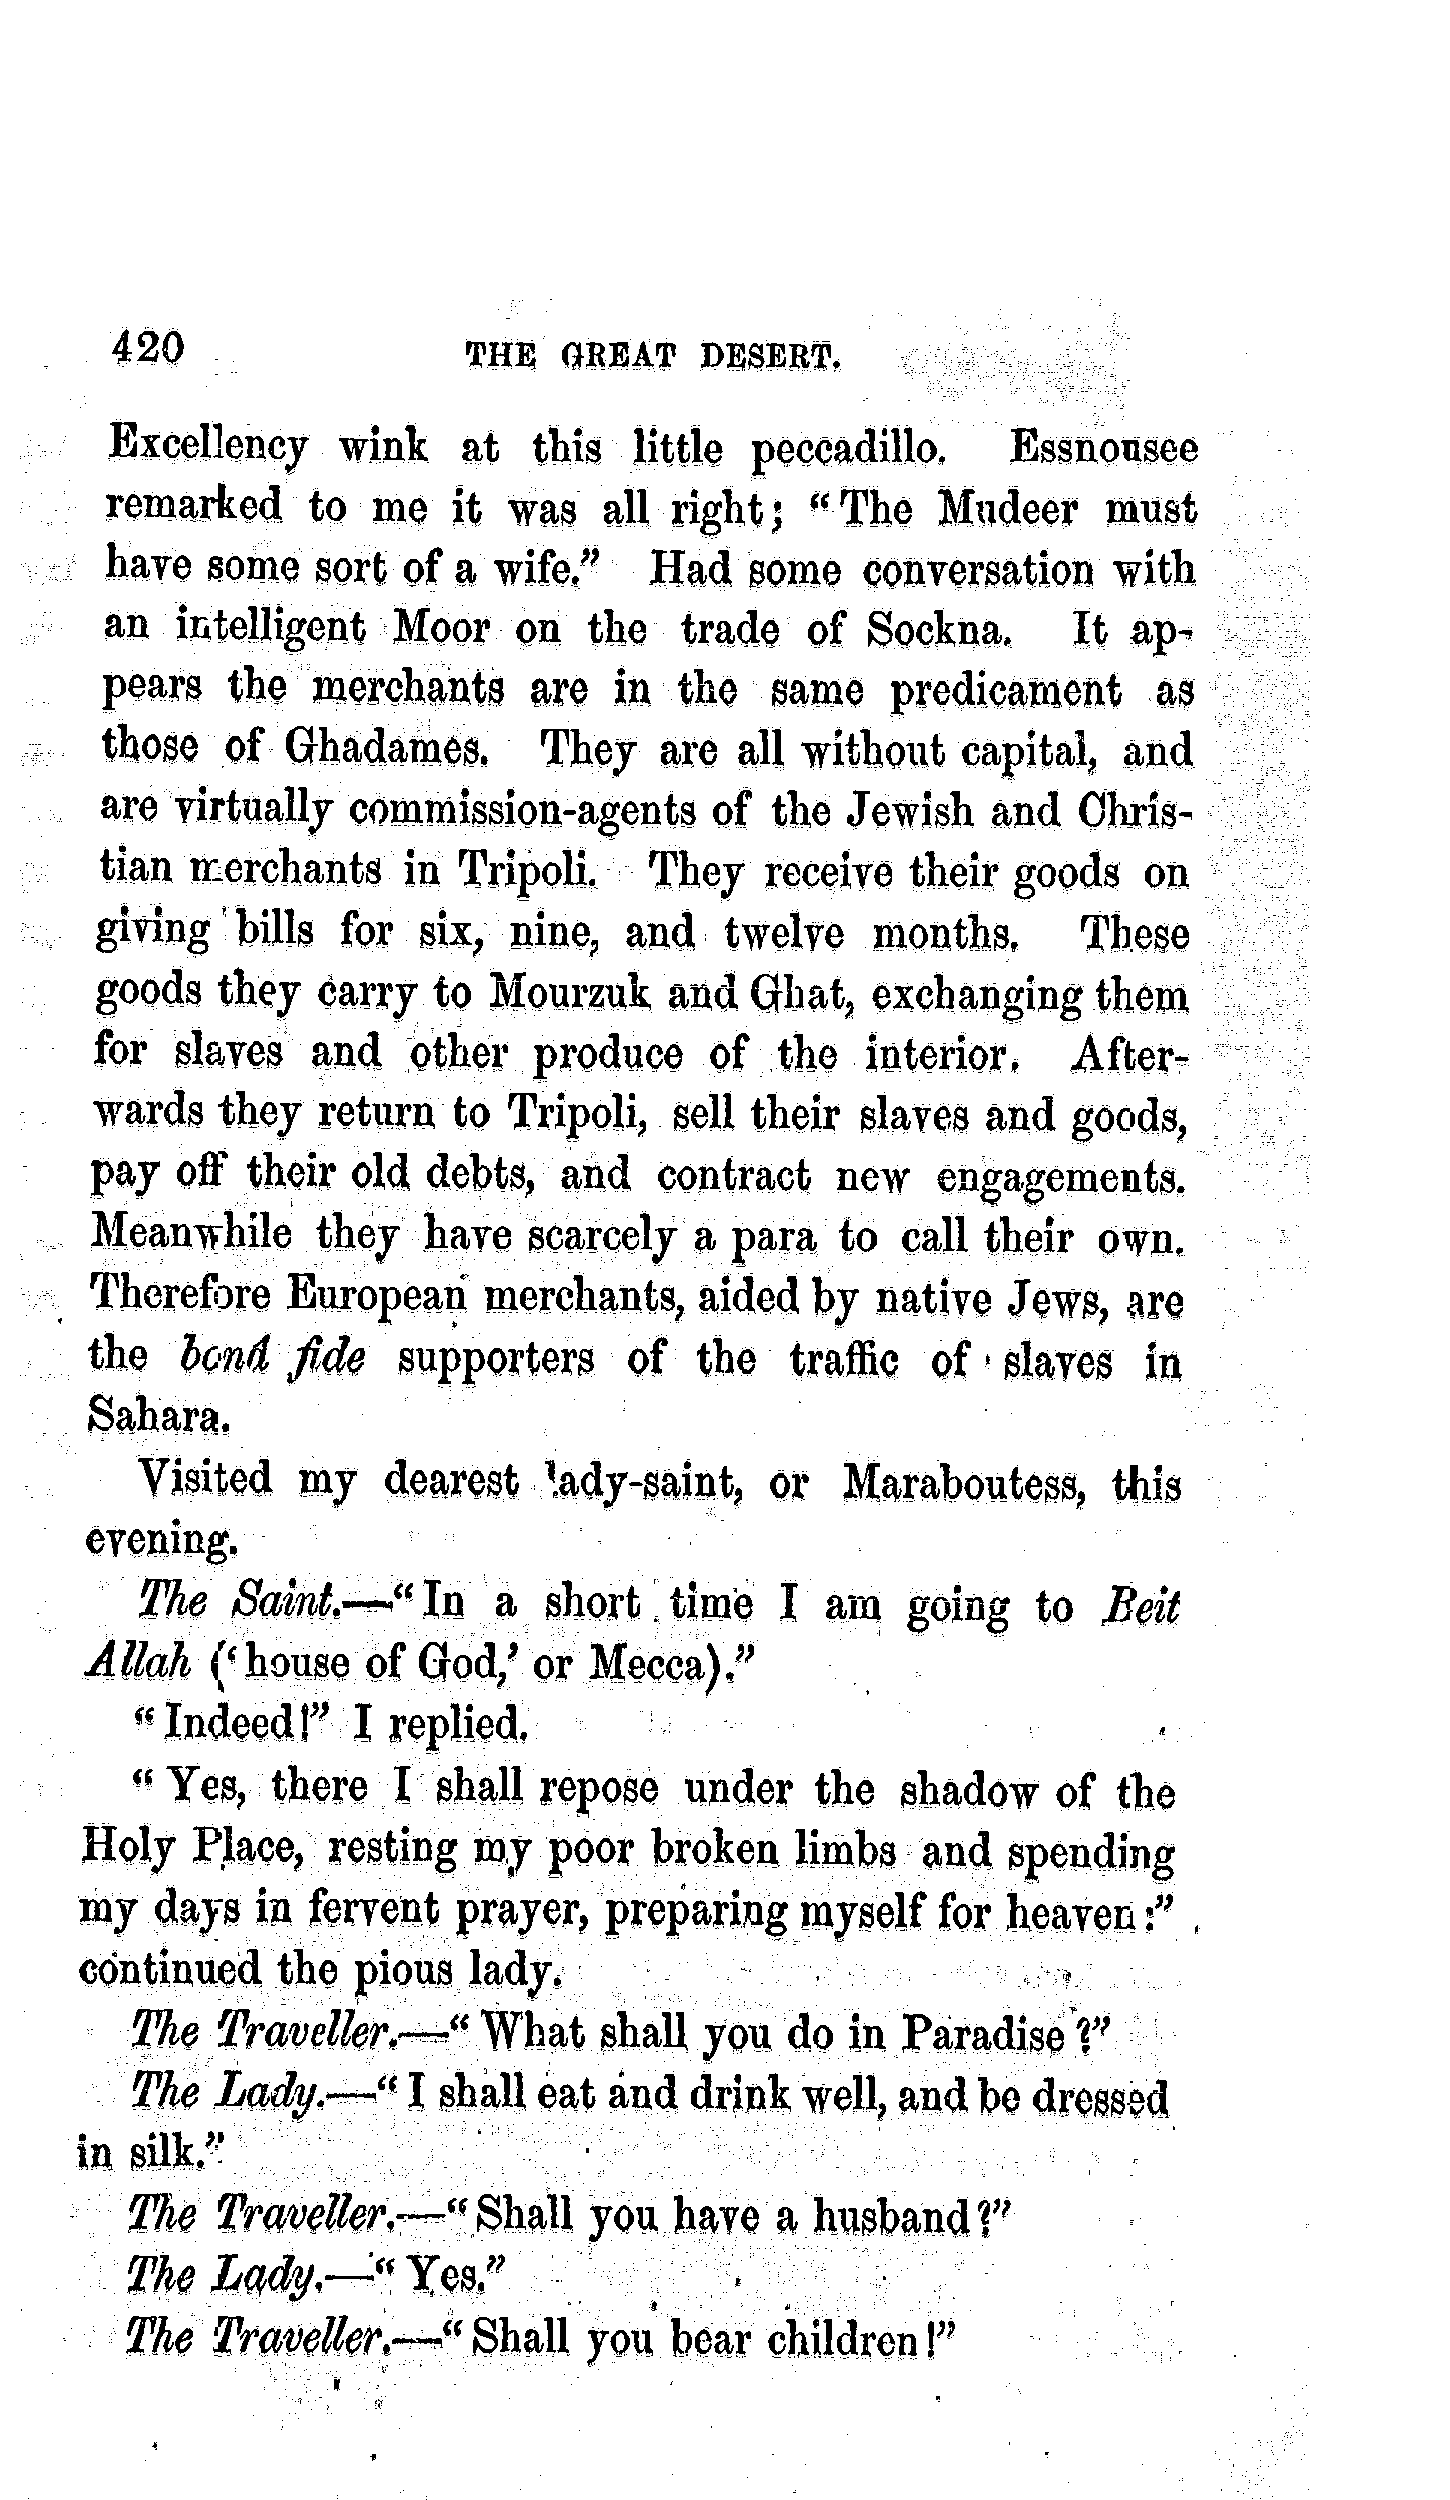 420 THE GREAT DESERT.
Excellency wink at this little peccadillo. Essnousee
remarked to me it was all right; “The Mudeer must
have some sort of a wife.” Had some conversation with
an intelligent Moor on the trade of Sockna. It ap-
pears the merchants are in the same predicament as
those of Ghadames. They are all without capital, and
are virtually commission-agents of the Jewish and Chris-
tian merchants in Tripoli. They receive their goods on
giving bills for six, nine, and twelve months. These
goods they carry to Mourzuk and Ghat, exchanging them
for slaves and other produce of the interior. After-
wards they return to Tripoli, sell their slaves and goods,
pay off their old debts, and contract new engagements.
Meanwhile they have scarcely a para to call their own.
Therefore European merchants, aided by native Jews, are
the bonâ fide supporters of the traffic of slaves in
Sahara.
Visited my dearest lady-saint, or Maraboutess, this
evening.
The Saint.—“In a short time I am going to Beit
Allah (‘house of God,’ or Mecca).”
“Indeed!” I replied.
“Yes, there I shall repose under the shadow of the
Holy Place, resting my poor broken limbs and spending
my days in fervent prayer, preparing myself for heaven:”
continued the pious lady.
The Traveller.—“What shall you do in Paradise?”
The Lady.—“I shall eat and drink well, and be dressed
in silk.”
The Traveller.—“Shall you have a husband?”
The Lady.—“Yes.”
The Traveller.—“Shall you bear children!”